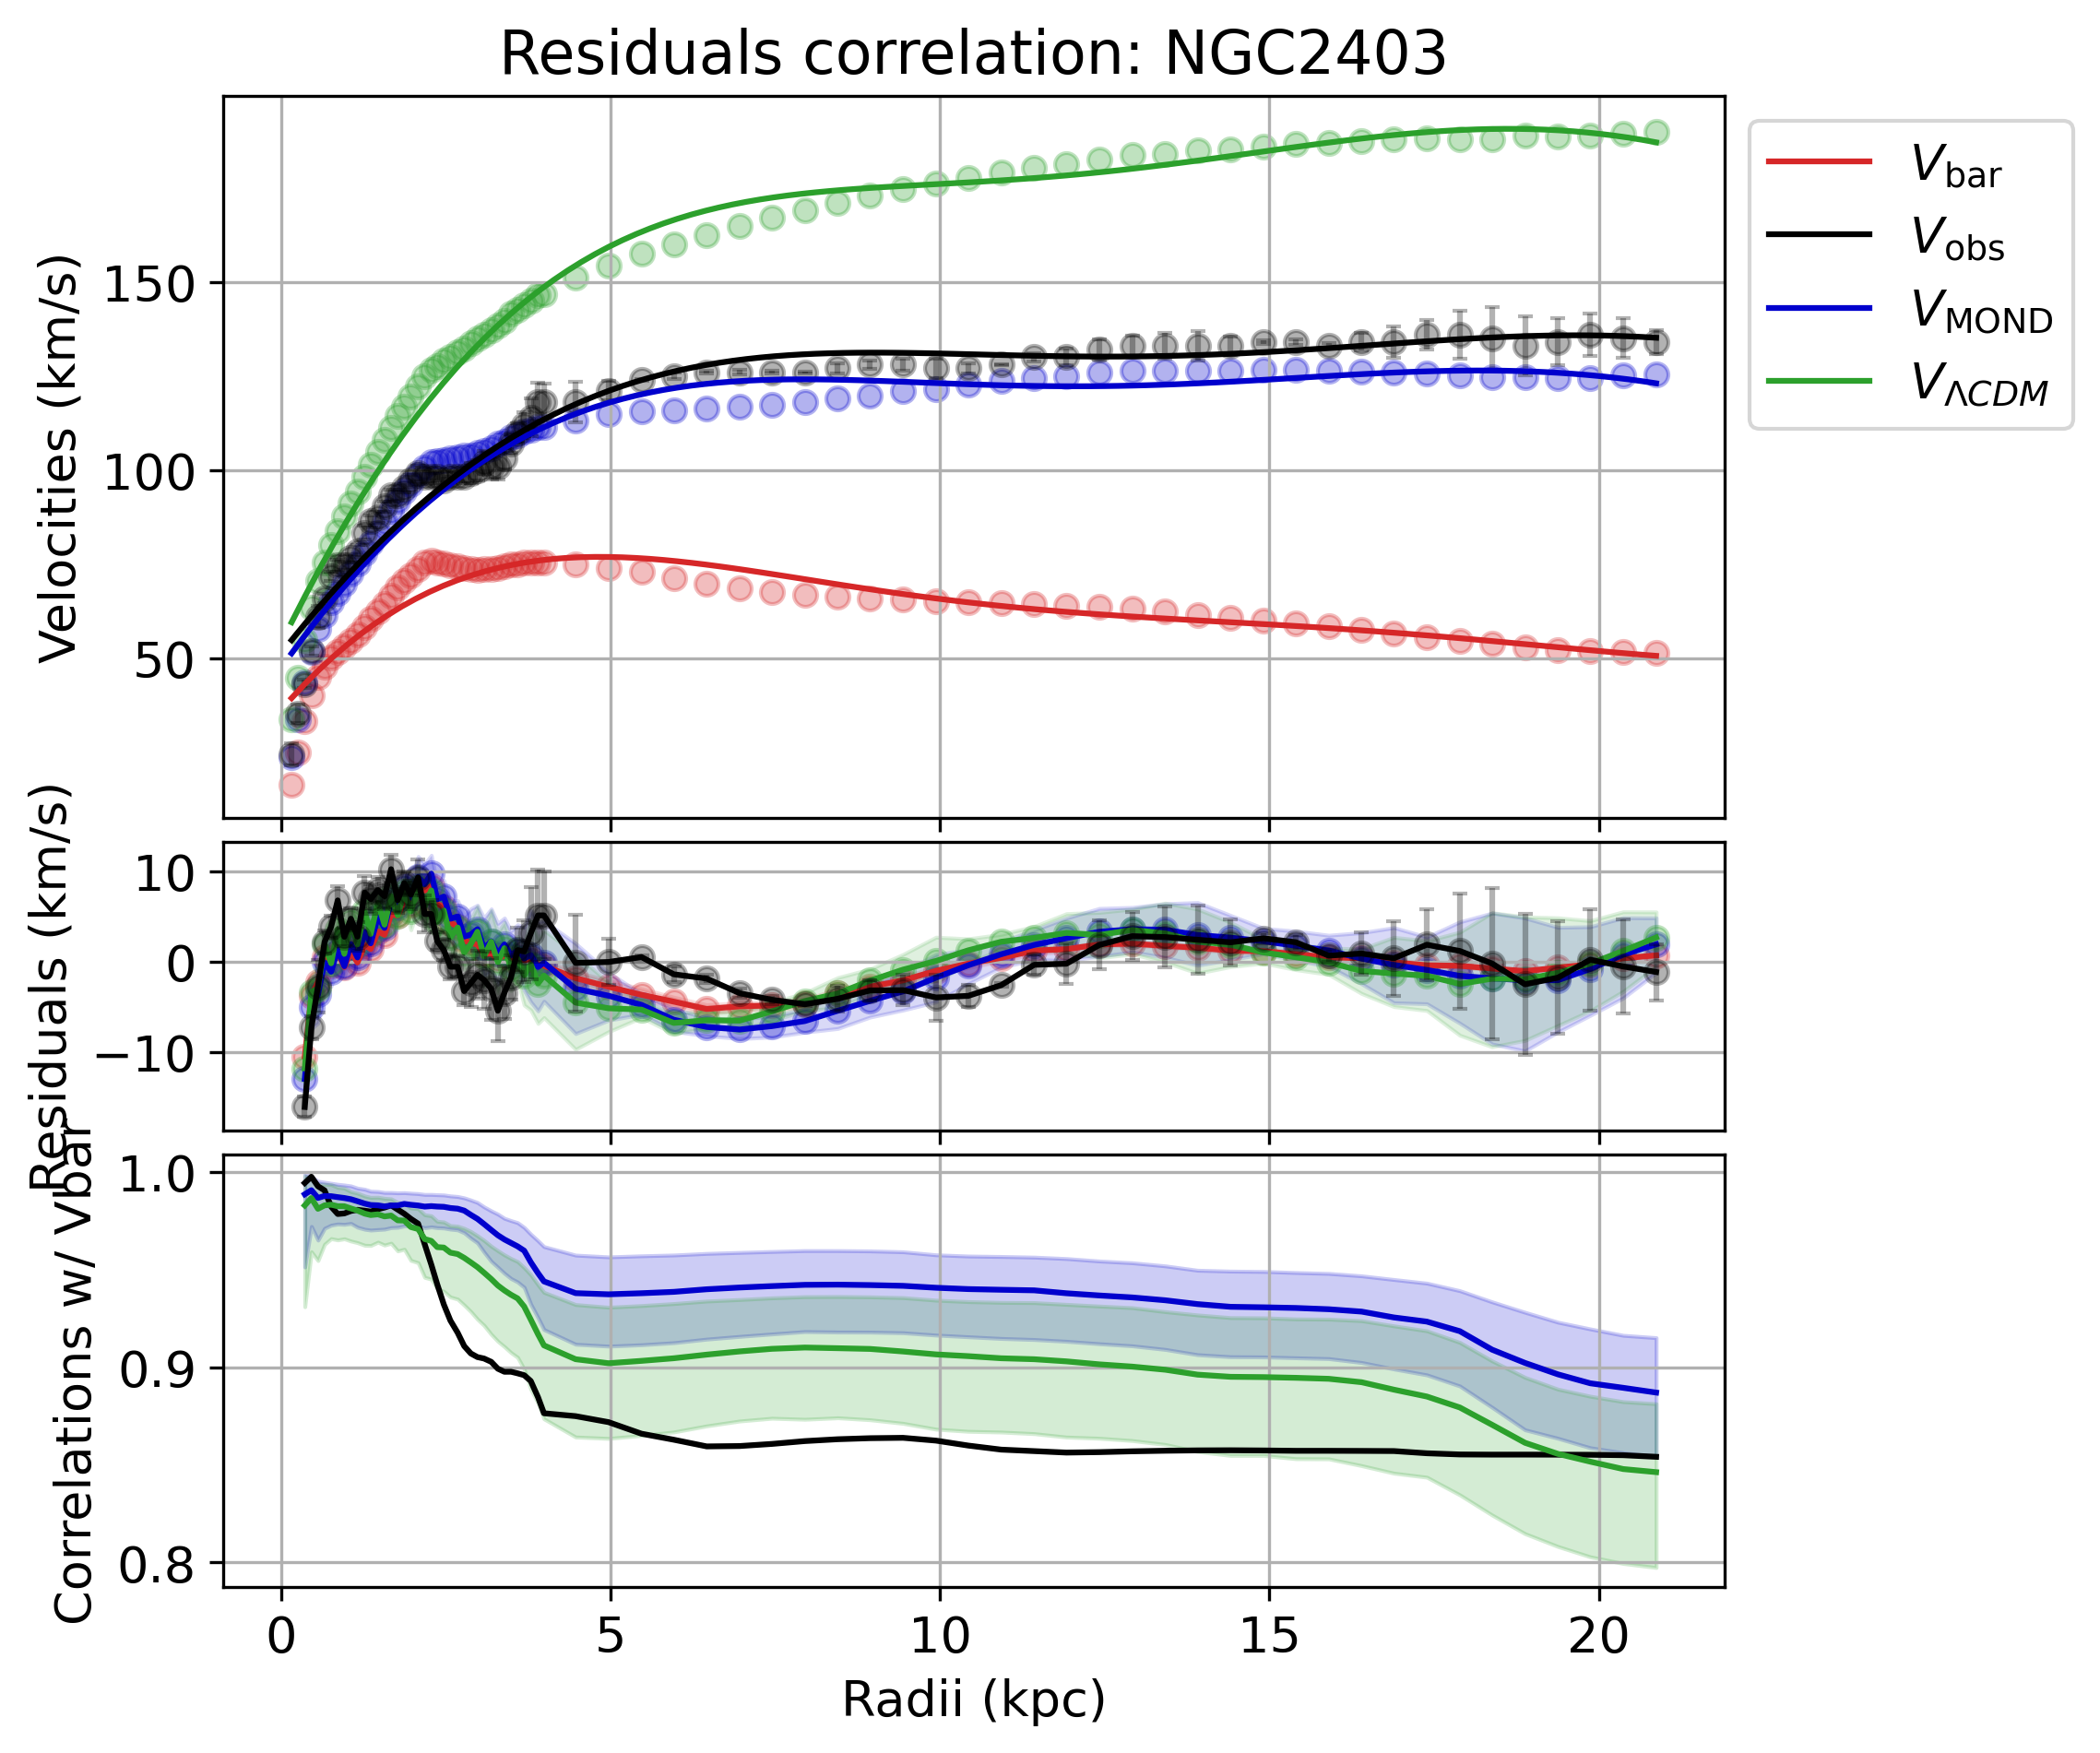 Residuals correlation: NGC2403
Velocities (km/s)
150
100
50
V_bar
V_obs
V_MOND
V_ΛCDM
Residuals (km/s)
10
0
−10
Correlations w/ Vbar
1.0
0.9
0.8
0 5 10 15 20
Radii (kpc)